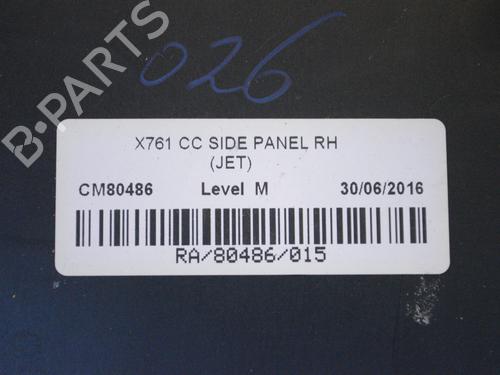 B-PARTS
026
X761 CC SIDE PANEL RH
(JET)
CM80486 Level M 30/06/2016
RA/80486/015